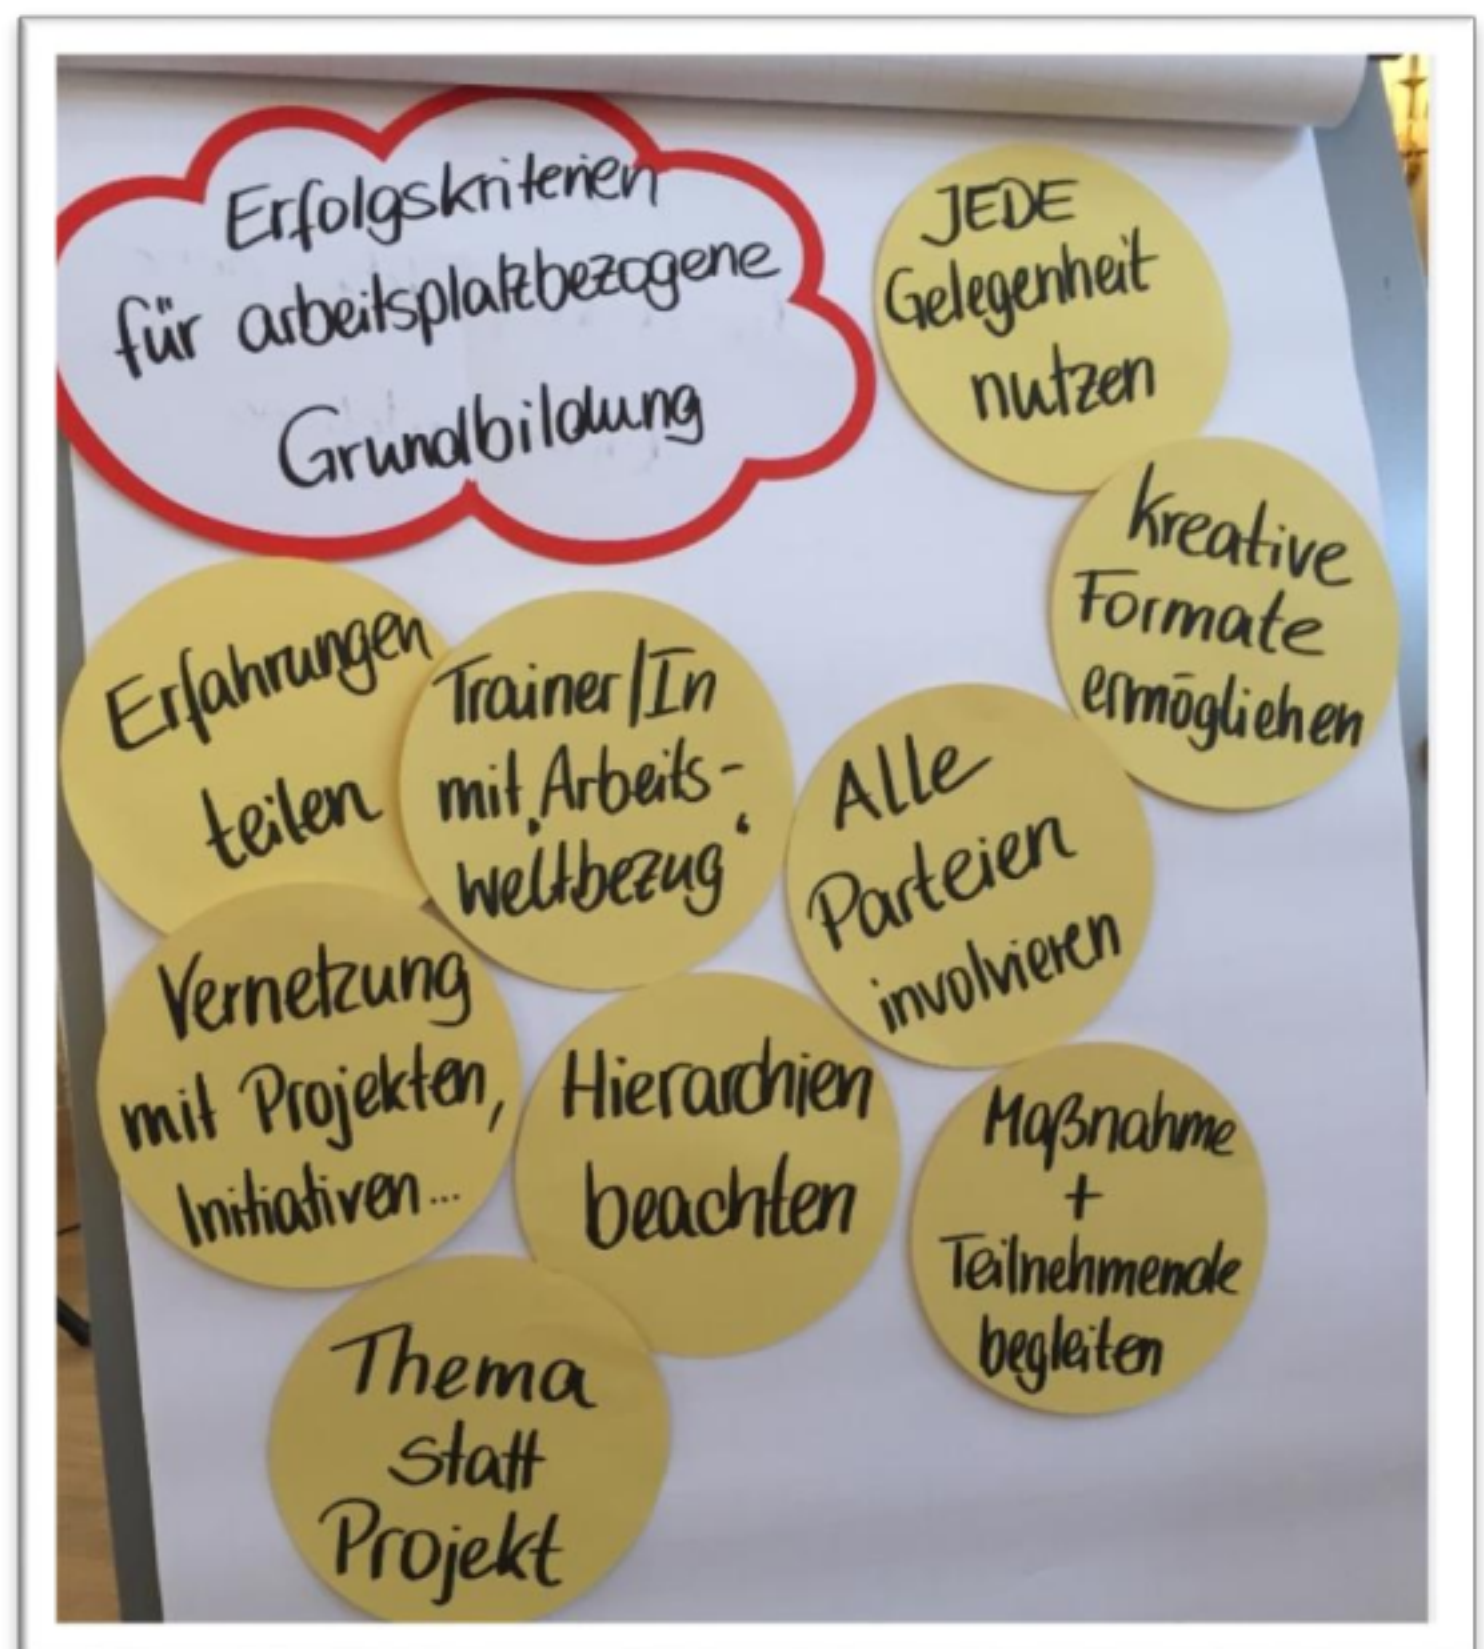 Erfolgskriterien
für arbeitsplatzbezogene
Grundbildung
JEDE
Gelegenheit
nutzen
kreative
Formate
ermöglichen
Erfahrungen
teilen
Trainer/In
mit Arbeits-
weltbezug
Alle
Parteien
involvieren
Vernetzung
mit Projekten,
Initiativen...
Hierarchien
beachten
Maßnahme
+
Teilnehmende
begleiten
Thema
statt
Projekt